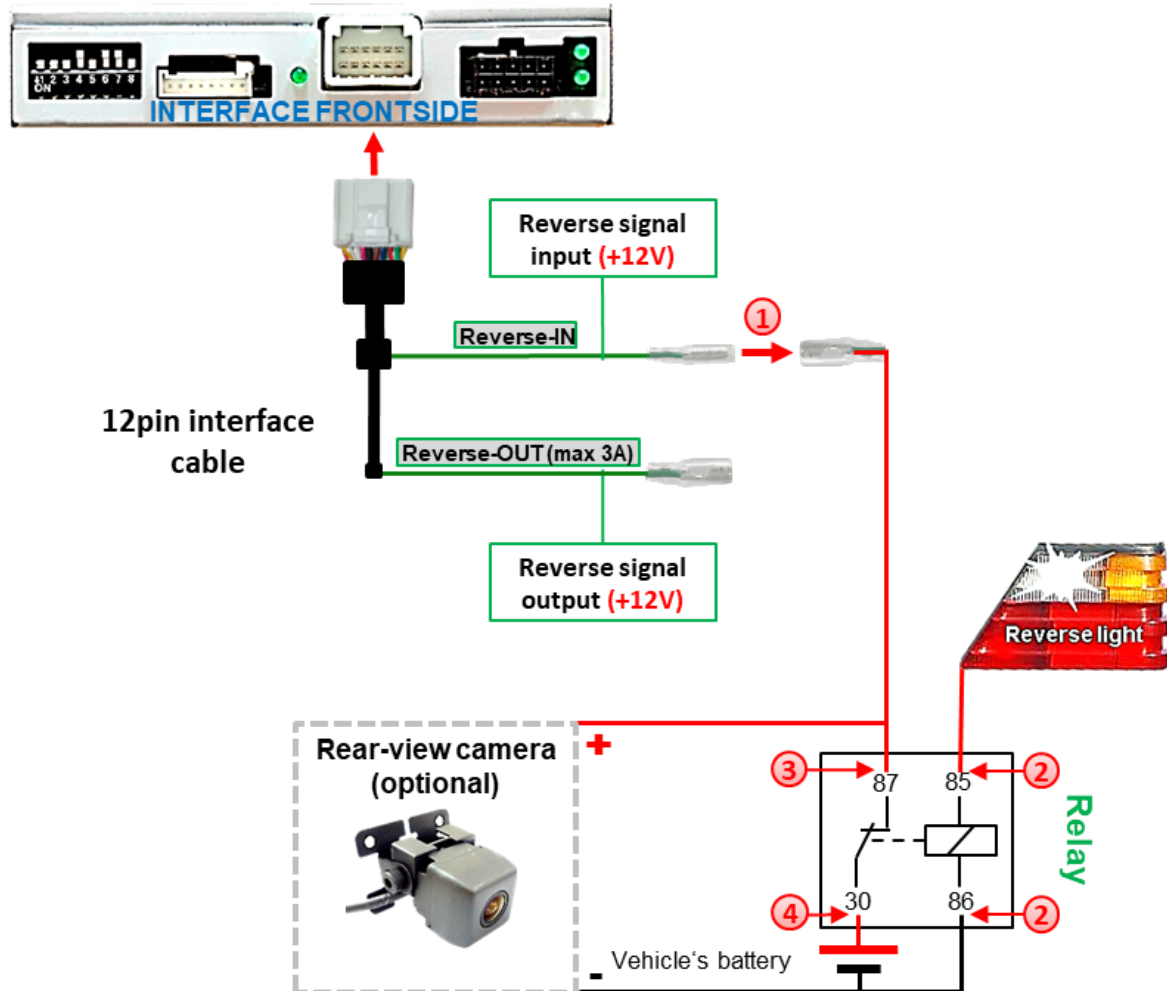 1 2 3 4 5 6 7 8
ON
INTERFACE FRONTSIDE
Reverse signal
input (+12V)
Reverse-IN
1
12pin interface
cable
Reverse-OUT (max 3A)
Reverse signal
output (+12V)
Reverse light
Rear-view camera
(optional)
+
3
87
85
2
Relay
4
30
86
2
-
Vehicle‘s battery